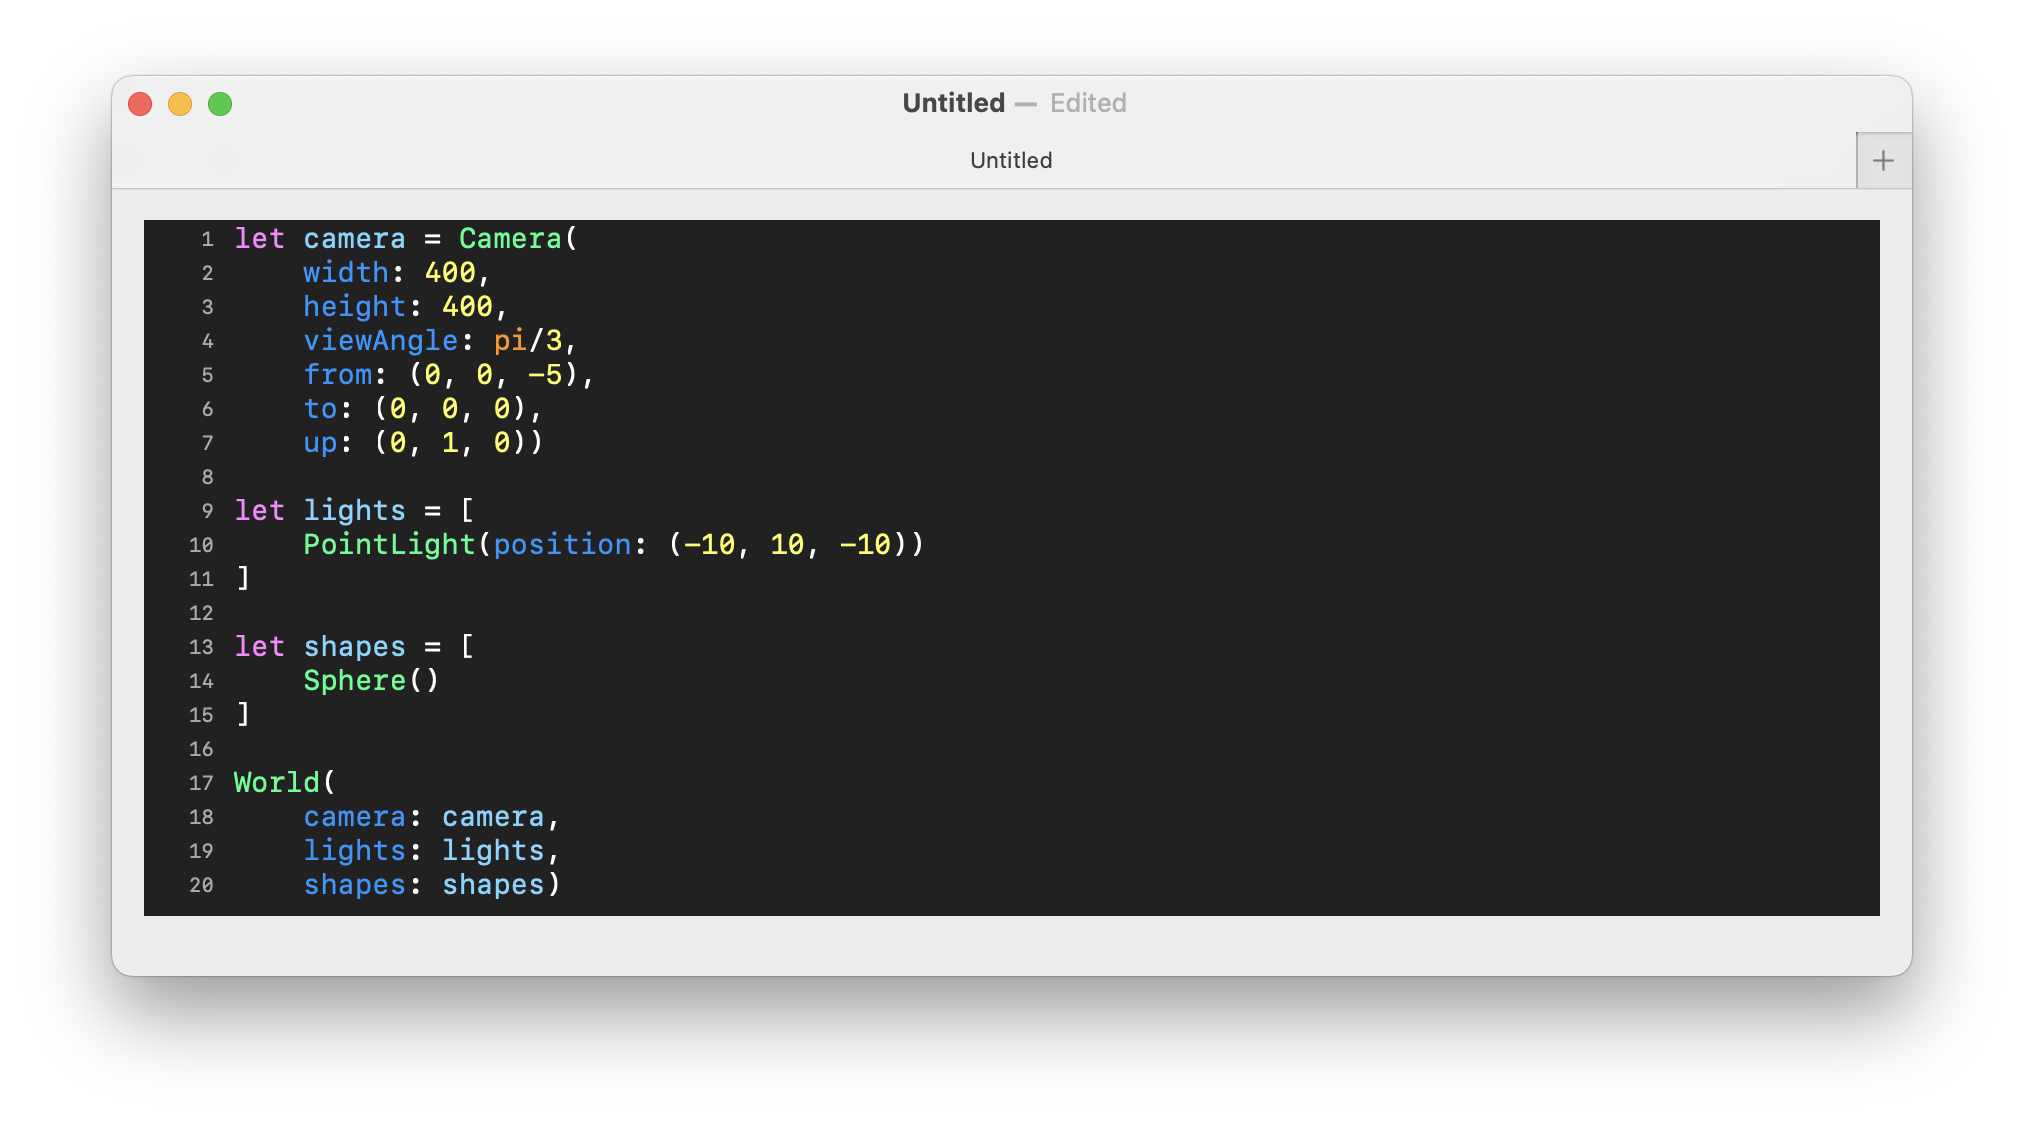 Untitled — Edited
Untitled
+
1 let camera = Camera(
2     width: 400,
3     height: 400,
4     viewAngle: pi/3,
5     from: (0, 0, -5),
6     to: (0, 0, 0),
7     up: (0, 1, 0))
8
9 let lights = [
10     PointLight(position: (-10, 10, -10))
11 ]
12
13 let shapes = [
14     Sphere()
15 ]
16
17 World(
18     camera: camera,
19     lights: lights,
20     shapes: shapes)